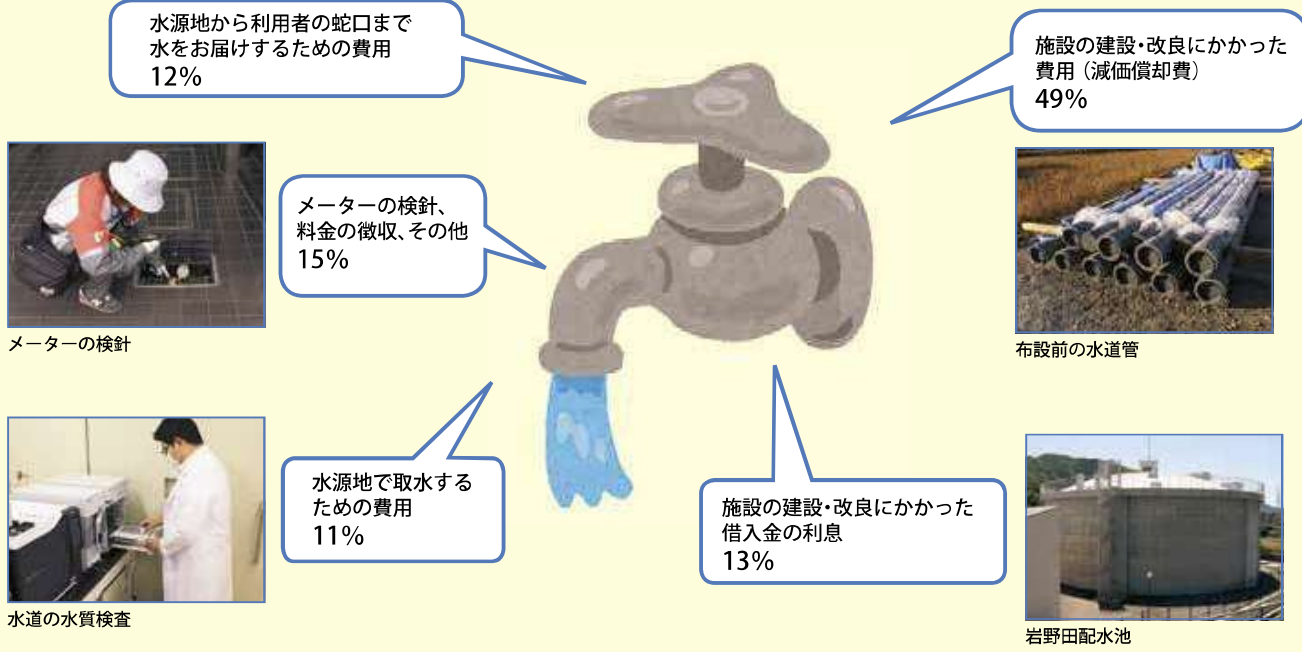 水源地から利用者の蛇口まで
水をお届けするための費用
12%
施設の建設・改良にかかった
費用（減価償却費）
49%
メーターの検針、
料金の徴収、その他
15%
メーターの検針
布設前の水道管
水源地で取水する
ための費用
11%
施設の建設・改良にかかった
借入金の利息
13%
水道の水質検査
岩野田配水池